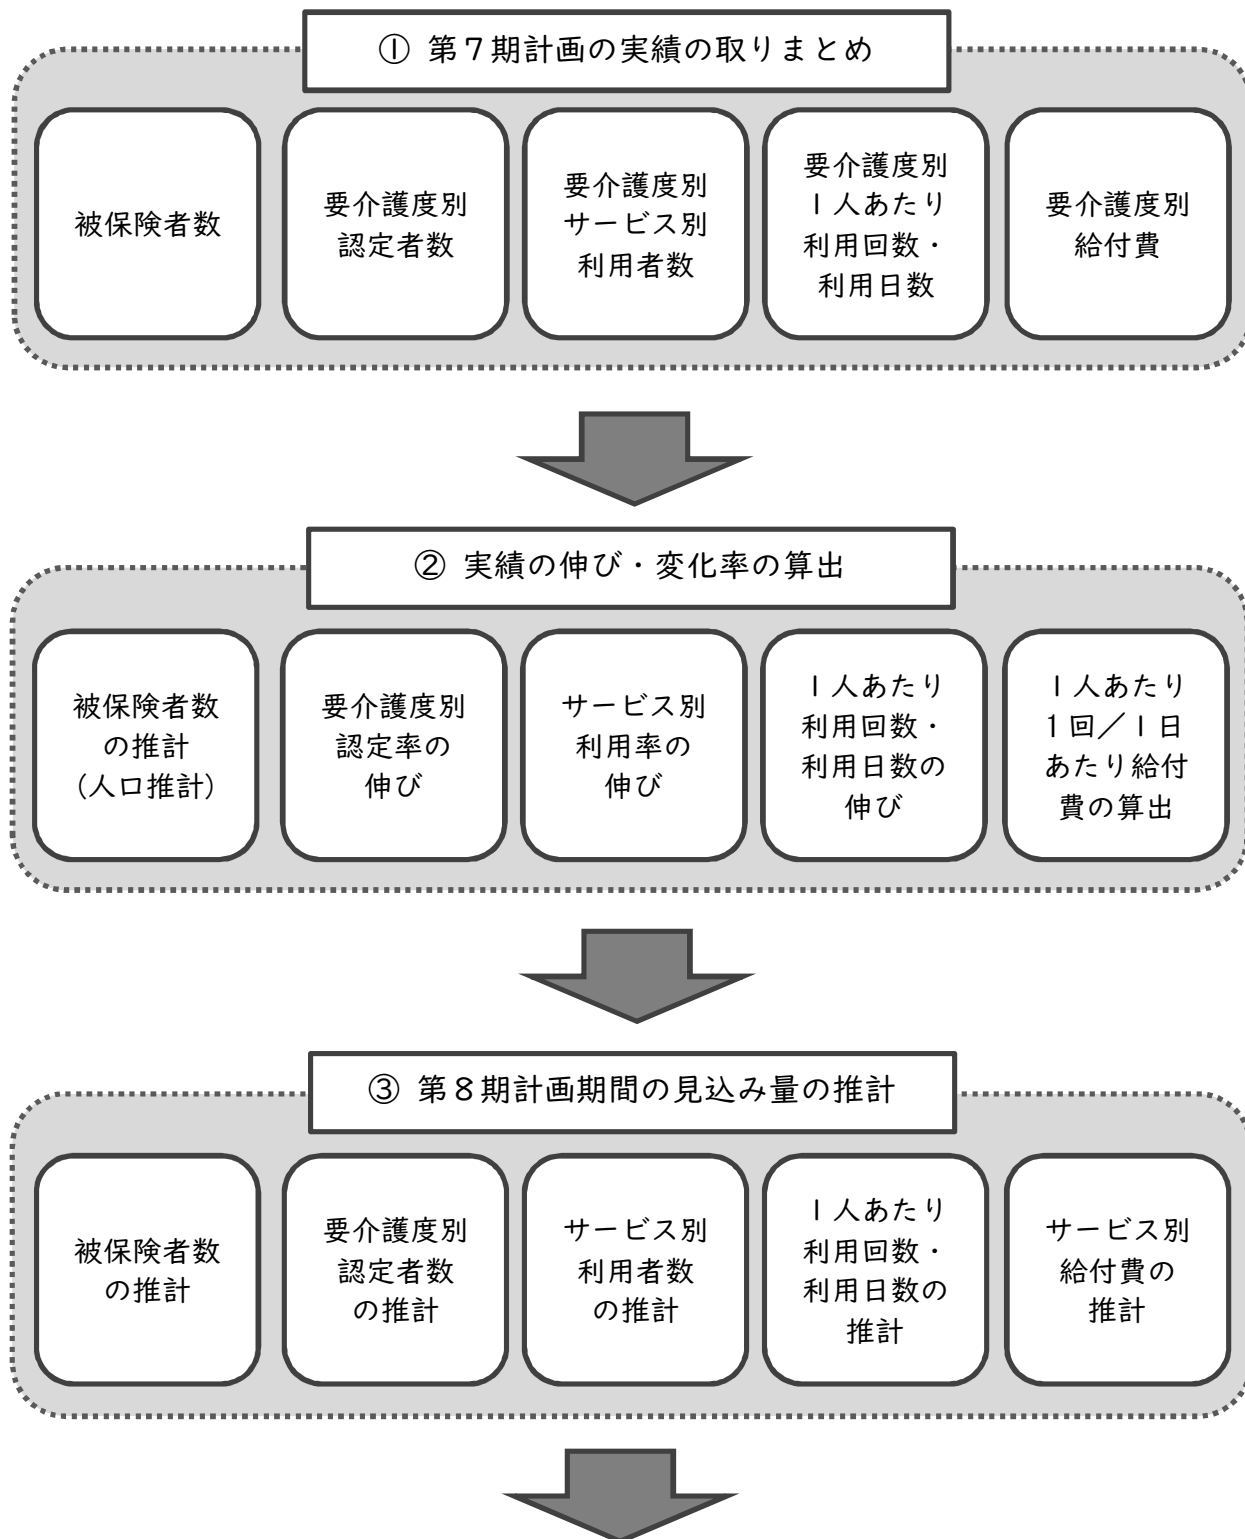 ① 第７期計画の実績の取りまとめ
被保険者数
要介護度別
認定者数
要介護度別
サービス別
利用者数
要介護度別
１人あたり
利用回数・
利用日数
要介護度別
給付費
② 実績の伸び・変化率の算出
被保険者数
の推計
(人口推計)
要介護度別
認定率の
伸び
サービス別
利用率の
伸び
１人あたり
利用回数・
利用日数の
伸び
１人あたり
１回／１日
あたり給付
費の算出
③ 第８期計画期間の見込み量の推計
被保険者数
の推計
要介護度別
認定者数
の推計
サービス別
利用者数
の推計
１人あたり
利用回数・
利用日数の
推計
サービス別
給付費の
推計